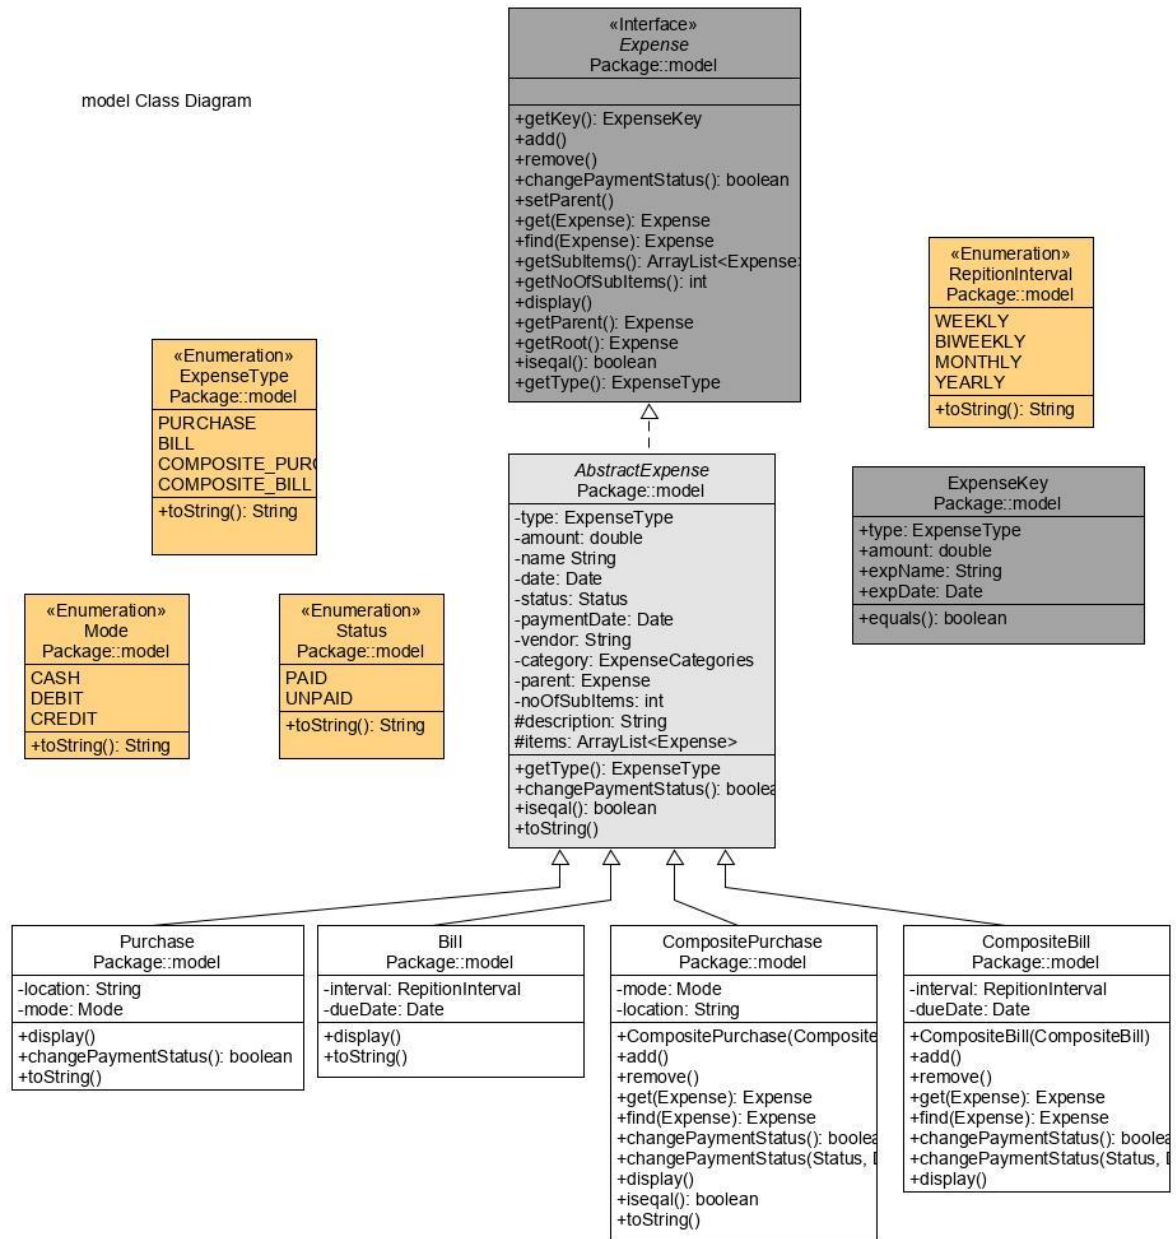 model Class Diagram
«Interface»
Expense
Package::model
+getKey(): ExpenseKey
+add()
+remove()
+changePaymentStatus(): boolean
+setParent()
+get(Expense): Expense
+find(Expense): Expense
+getSubItems(): ArrayList<Expense>
+getNoOfSubItems(): int
+display()
+getParent(): Expense
+getRoot(): Expense
+iseqal(): boolean
+getType(): ExpenseType
«Enumeration»
RepitionInterval
Package::model
WEEKLY
BIWEEKLY
MONTHLY
YEARLY
+toString(): String
«Enumeration»
ExpenseType
Package::model
PURCHASE
BILL
COMPOSITE_PURC
COMPOSITE_BILL
+toString(): String
AbstractExpense
Package::model
-type: ExpenseType
-amount: double
-name String
-date: Date
-status: Status
-paymentDate: Date
-vendor: String
-category: ExpenseCategories
-parent: Expense
-noOfSubItems: int
#description: String
#items: ArrayList<Expense>
+getType(): ExpenseType
+changePaymentStatus(): boolea
+iseqal(): boolean
+toString()
ExpenseKey
Package::model
+type: ExpenseType
+amount: double
+expName: String
+expDate: Date
+equals(): boolean
«Enumeration»
Mode
Package::model
CASH
DEBIT
CREDIT
+toString(): String
«Enumeration»
Status
Package::model
PAID
UNPAID
+toString(): String
Purchase
Package::model
-location: String
-mode: Mode
+display()
+changePaymentStatus(): boolean
+toString()
Bill
Package::model
-interval: RepitionInterval
-dueDate: Date
+display()
+toString()
CompositePurchase
Package::model
-mode: Mode
-location: String
+CompositePurchase(Composite
+add()
+remove()
+get(Expense): Expense
+find(Expense): Expense
+changePaymentStatus(): boolea
+changePaymentStatus(Status,
+display()
+iseqal(): boolean
+toString()
CompositeBill
Package::model
-interval: RepitionInterval
-dueDate: Date
+CompositeBill(CompositeBill)
+add()
+remove()
+get(Expense): Expense
+find(Expense): Expense
+changePaymentStatus(): boolea
+changePaymentStatus(Status,
+display()